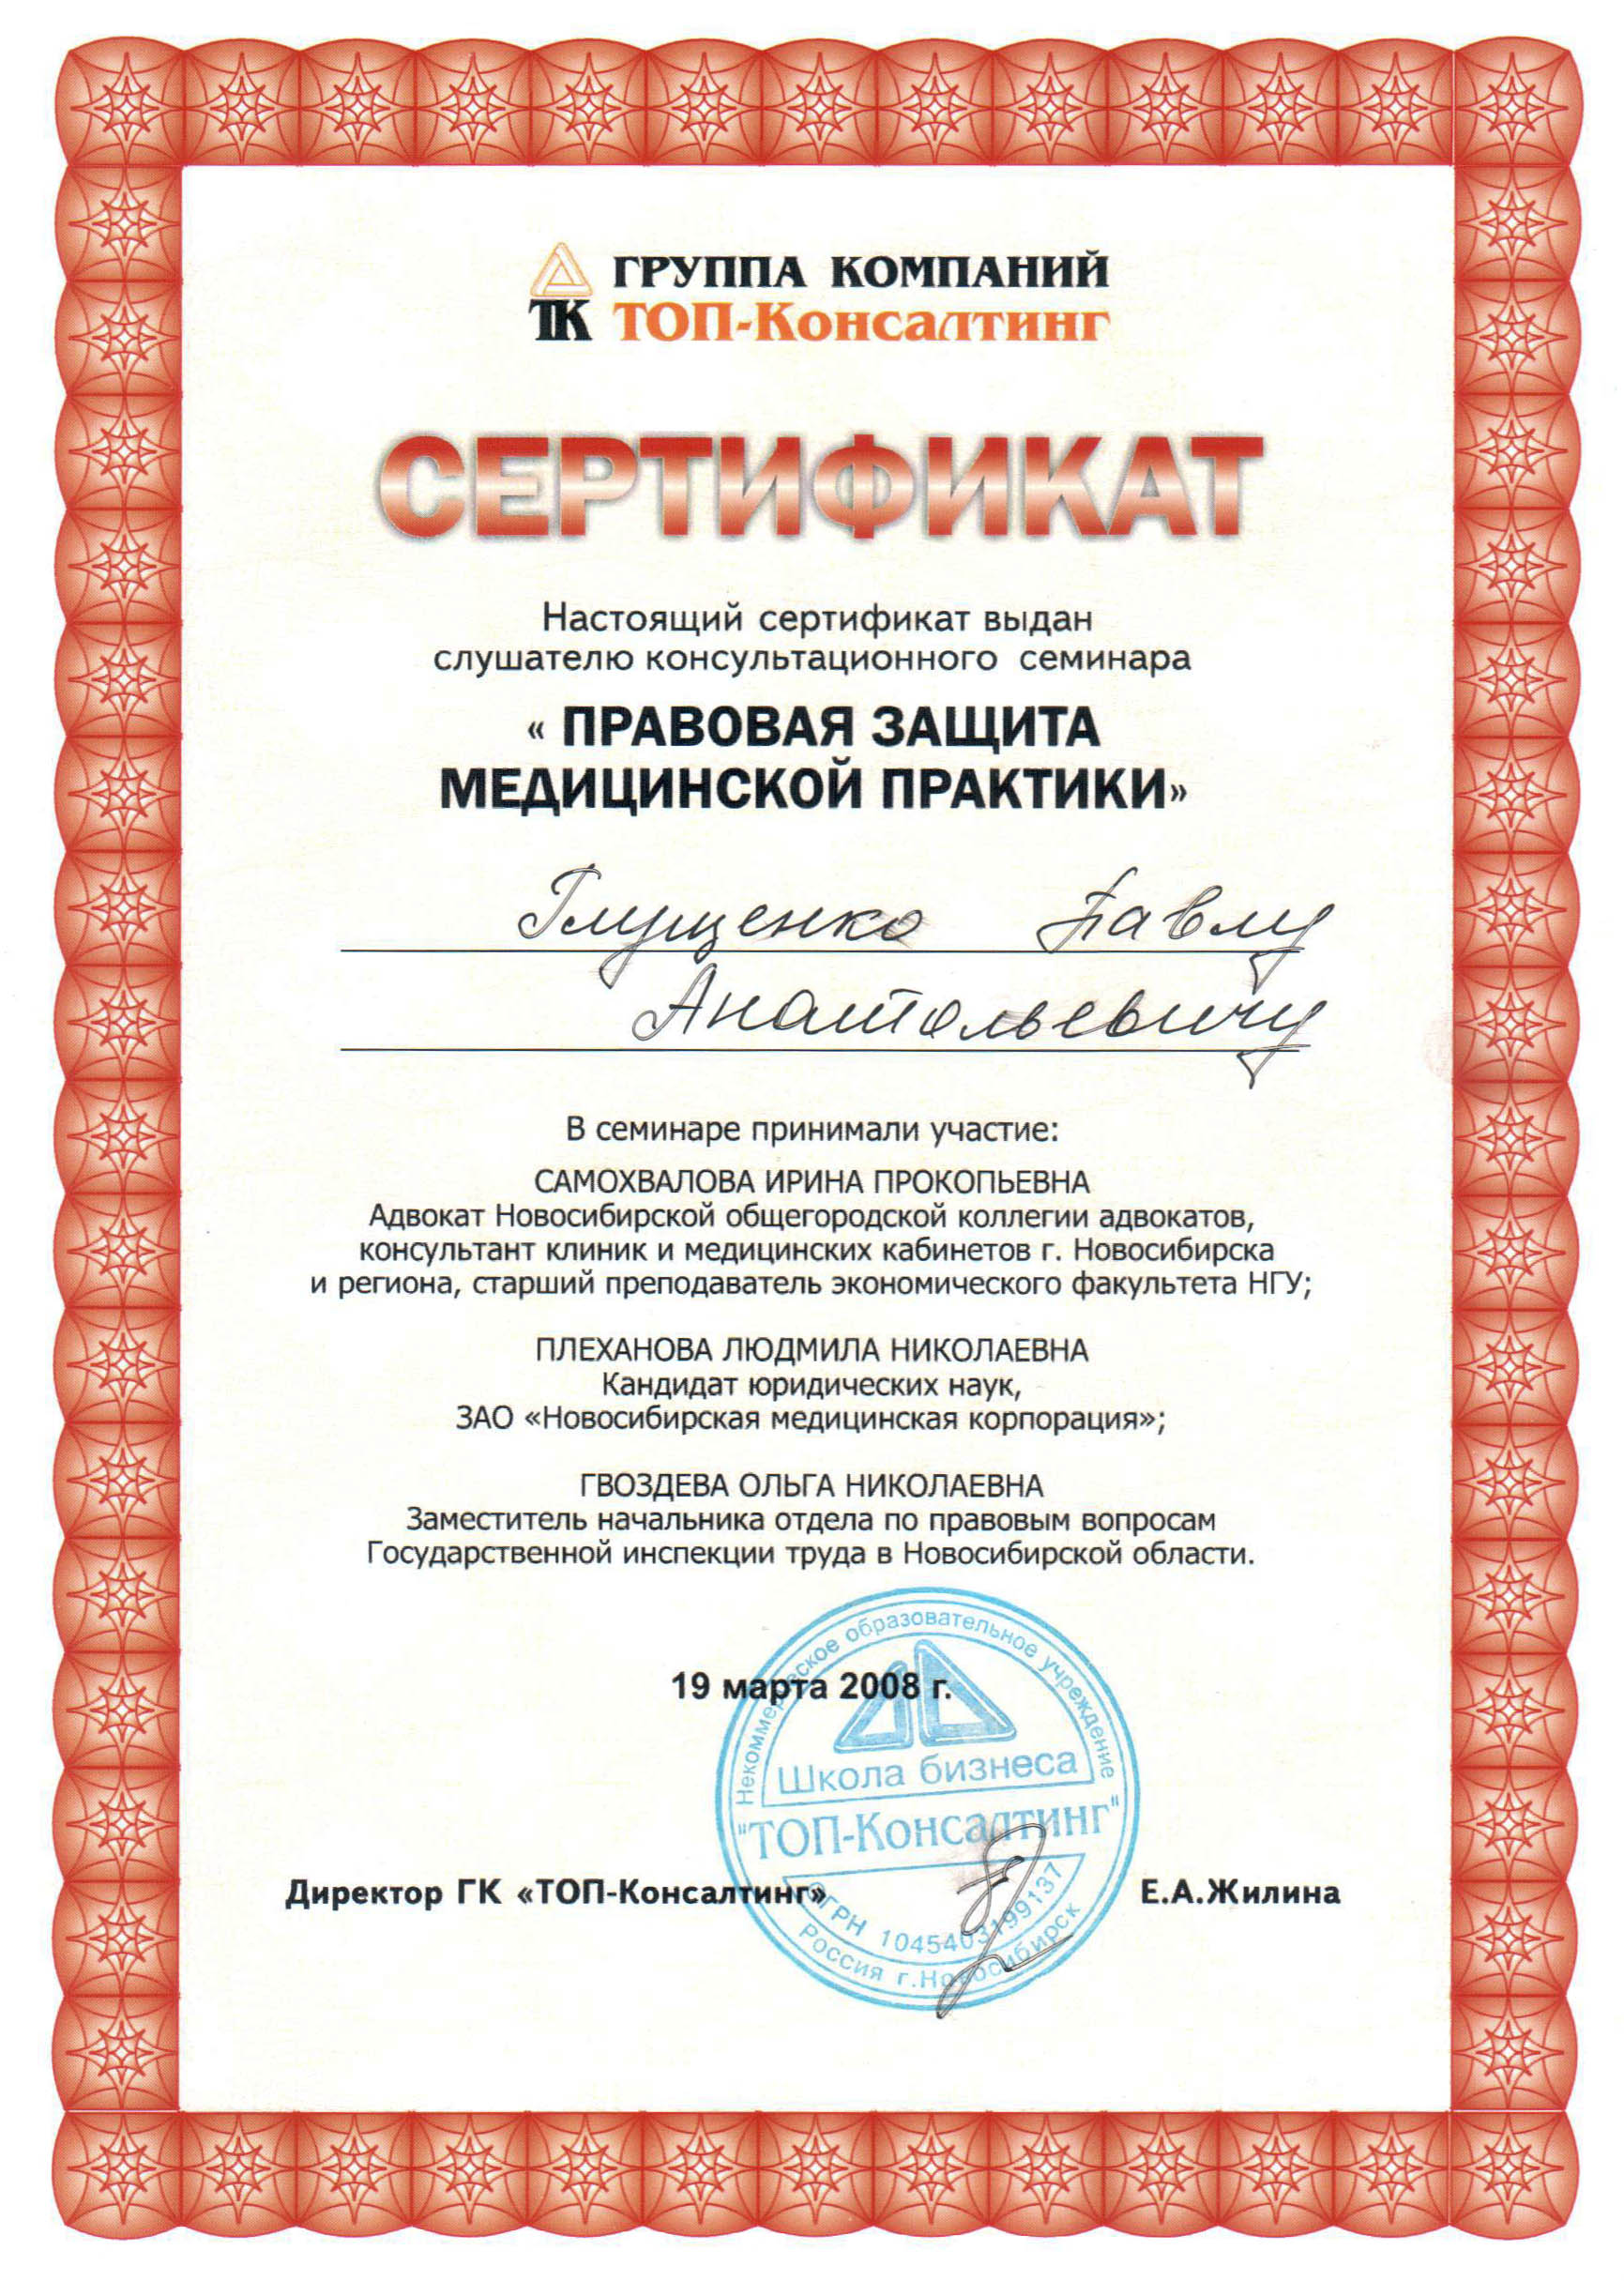 ГРУППА КОМПАНИЙ
ТК ТОП-Консалтинг
СЕРТИФИКАТ
Настоящий сертификат выдан
слушателю консультационного семинара
« ПРАВОВАЯ ЗАЩИТА
МЕДИЦИНСКОЙ ПРАКТИКИ»
Глущенко Павлу
Анатольевичу
В семинаре принимали участие:
САМОХВАЛОВА ИРИНА ПРОКОПЬЕВНА
Адвокат Новосибирской общегородской коллегии адвокатов,
консультант клиник и медицинских кабинетов г. Новосибирска
и региона, старший преподаватель экономического факультета НГУ;
ПЛЕХАНОВА ЛЮДМИЛА НИКОЛАЕВНА
Кандидат юридических наук,
ЗАО «Новосибирская медицинская корпорация»;
ГВОЗДЕВА ОЛЬГА НИКОЛАЕВНА
Заместитель начальника отдела по правовым вопросам
Государственной инспекции труда в Новосибирской области.
19 марта 2008 г.
Некоммерческое образовательное учреждение
Школа бизнеса
"ТОП-Консалтинг"
ОГРН 1045403199137
Россия г.Новосибирск
Директор ГК «ТОП-Консалтинг» Е.А.Жилина